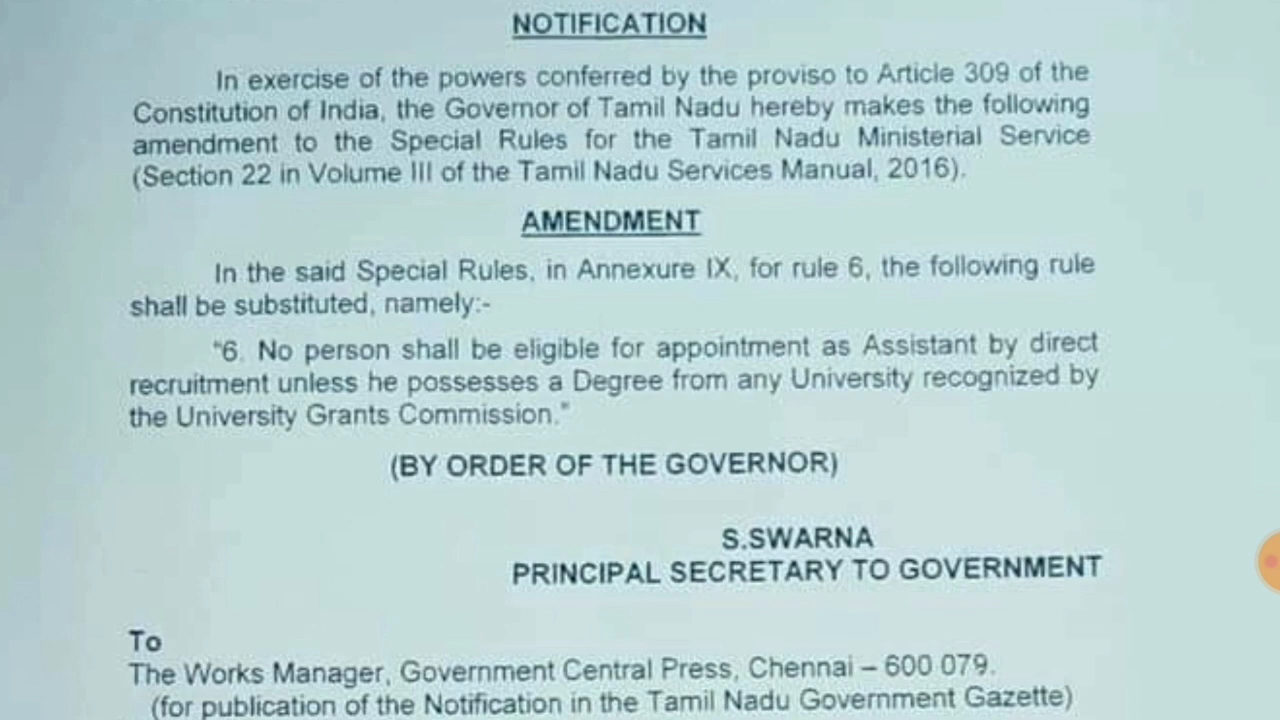 NOTIFICATION
In exercise of the powers conferred by the proviso to Article 309 of the
Constitution of India, the Governor of Tamil Nadu hereby makes the following
amendment to the Special Rules for the Tamil Nadu Ministerial Service
(Section 22 in Volume III of the Tamil Nadu Services Manual, 2016).
AMENDMENT
In the said Special Rules, in Annexure IX, for rule 6, the following rule
shall be substituted, namely:-
"6. No person shall be eligible for appointment as Assistant by direct
recruitment unless he possesses a Degree from any University recognized by
the University Grants Commission."
(BY ORDER OF THE GOVERNOR)
S.SWARNA
PRINCIPAL SECRETARY TO GOVERNMENT
To
The Works Manager, Government Central Press, Chennai – 600 079.
(for publication of the Notification in the Tamil Nadu Government Gazette)